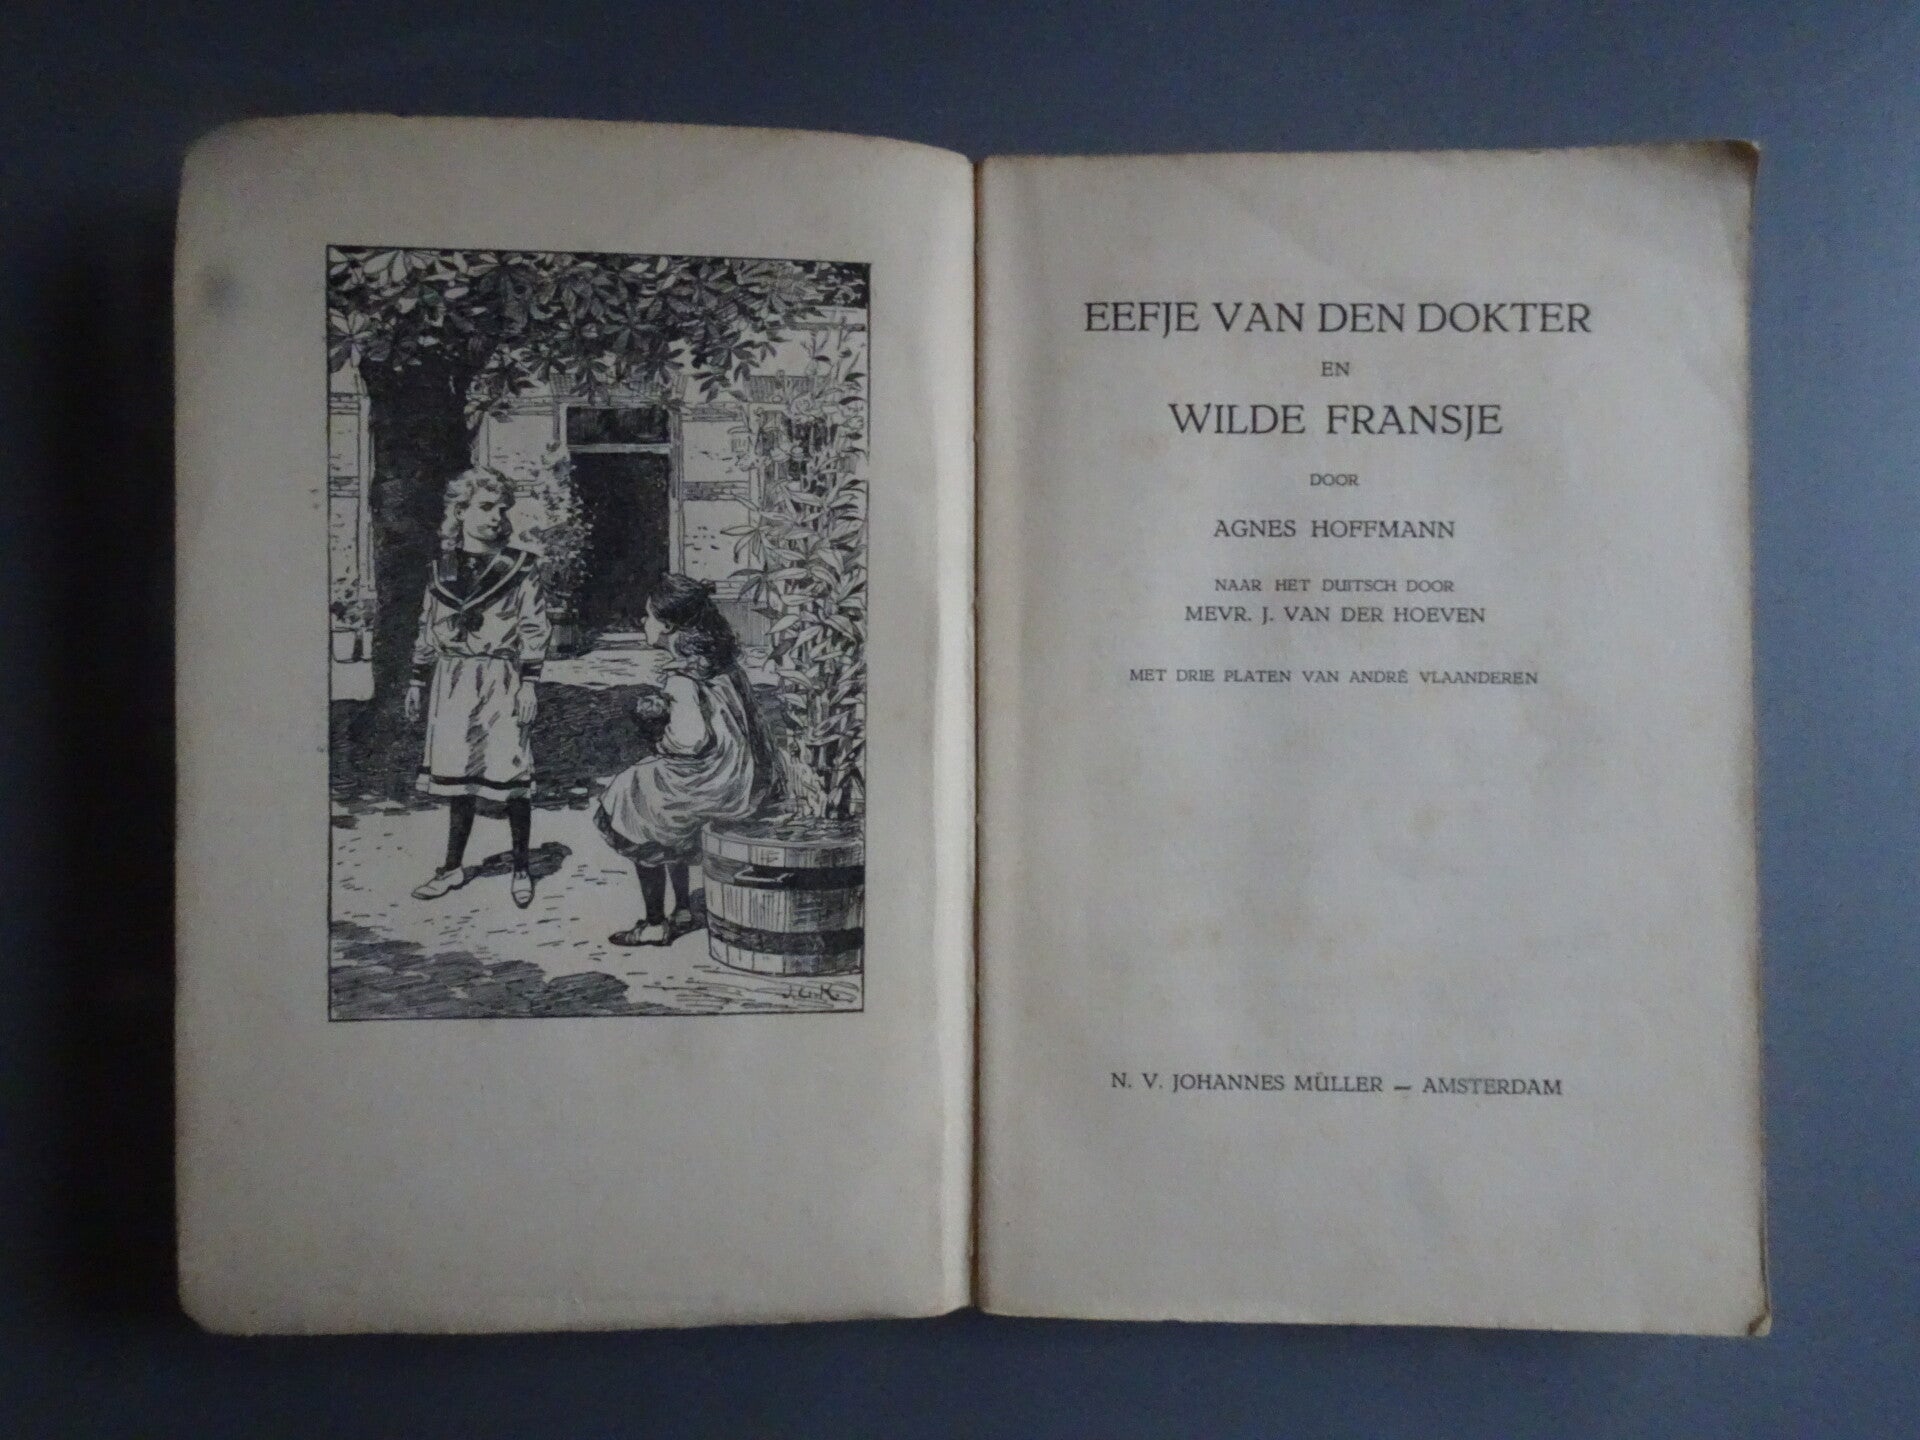 J.G.K.
EEFJE VAN DEN DOKTER
EN
WILDE FRANSJE
DOOR
AGNES HOFFMANN
NAAR HET DUITSCH DOOR
MEVR. J. VAN DER HOEVEN
MET DRIE PLATEN VAN ANDRÉ VLAANDEREN
N. V. JOHANNES MÜLLER — AMSTERDAM